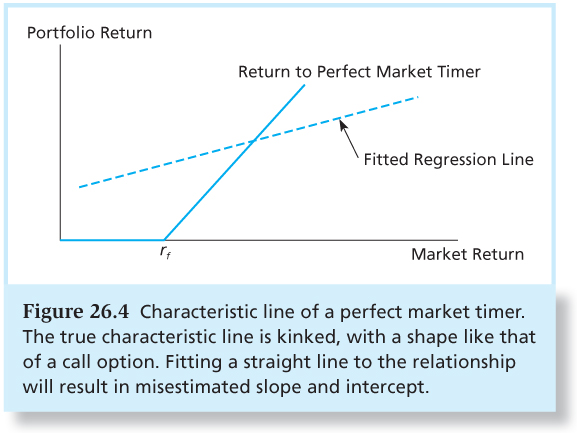 Portfolio Return
Return to Perfect Market Timer
Fitted Regression Line
rf
Market Return
Figure 26.4 Characteristic line of a perfect market timer.
The true characteristic line is kinked, with a shape like that
of a call option. Fitting a straight line to the relationship
will result in misestimated slope and intercept.